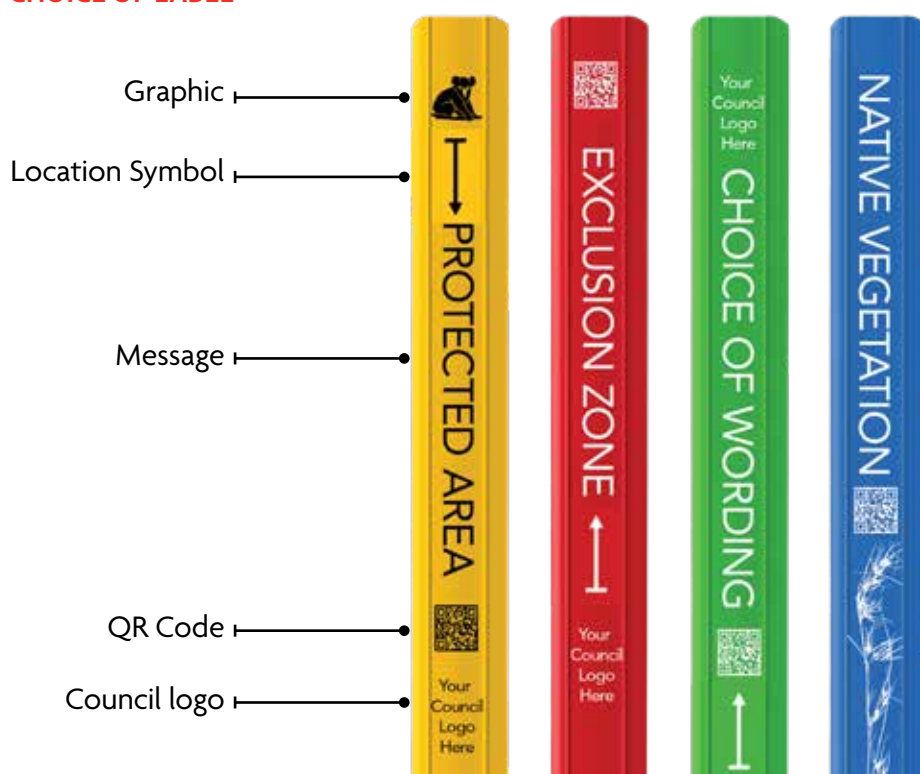 CHOICE OF LABEL
Graphic
Location Symbol
Message
QR Code
Council logo
PROTECTED AREA
Your
Council
Logo
Here
EXCLUSION ZONE
Your
Council
Logo
Here
Your
Council
Logo
Here
CHOICE OF WORDING
NATIVE VEGETATION